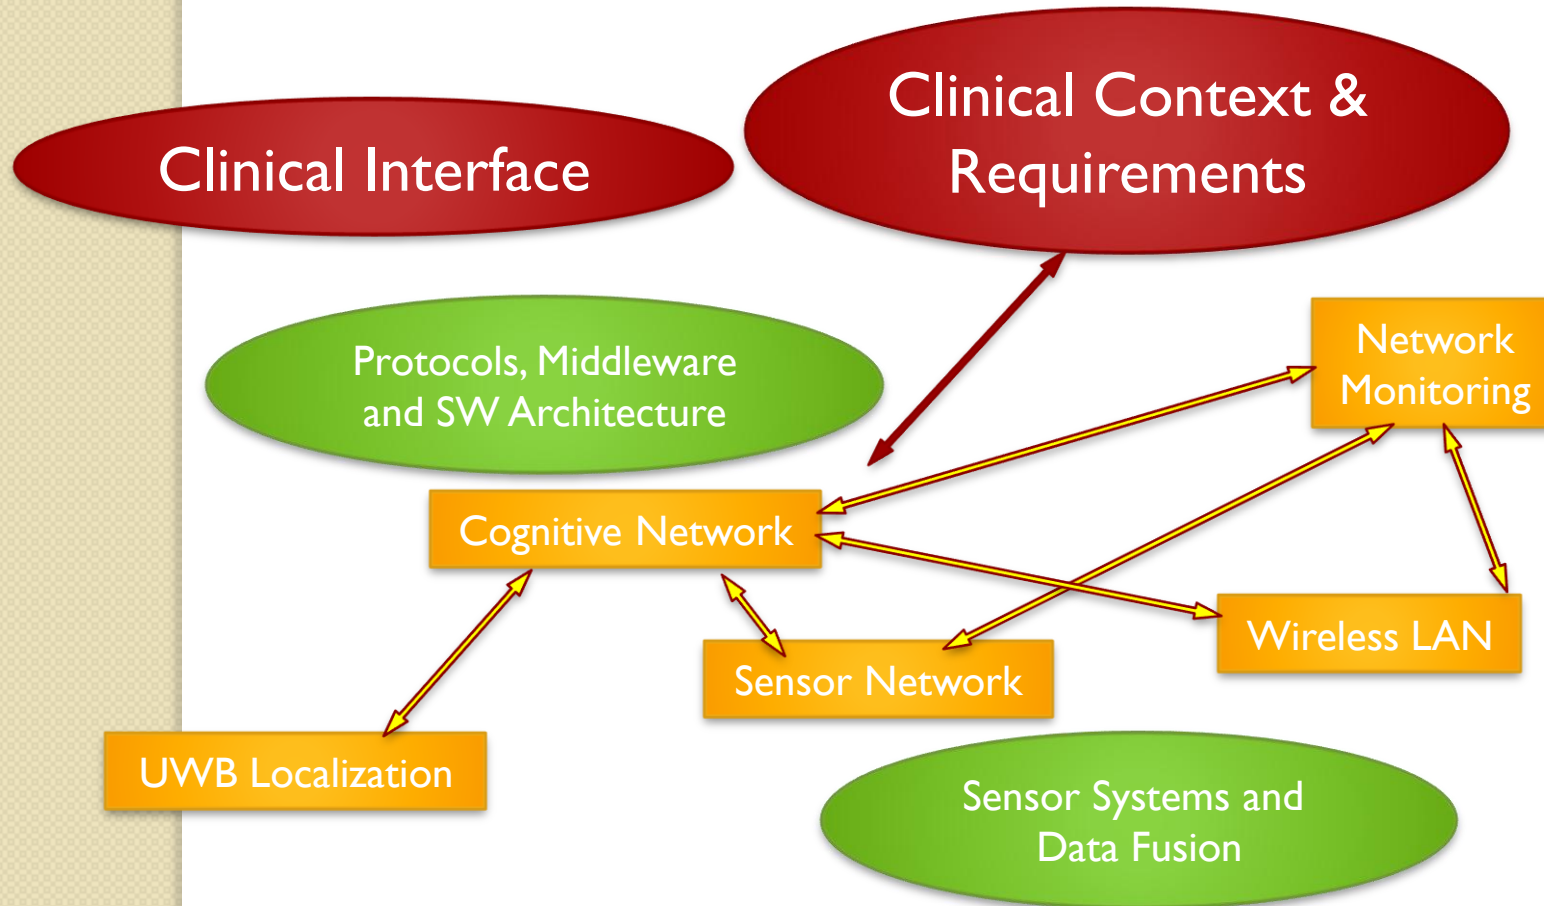 Clinical Context &
Requirements
Clinical Interface
Protocols, Middleware
and SW Architecture
Network
Monitoring
Cognitive Network
Wireless LAN
Sensor Network
UWB Localization
Sensor Systems and
Data Fusion